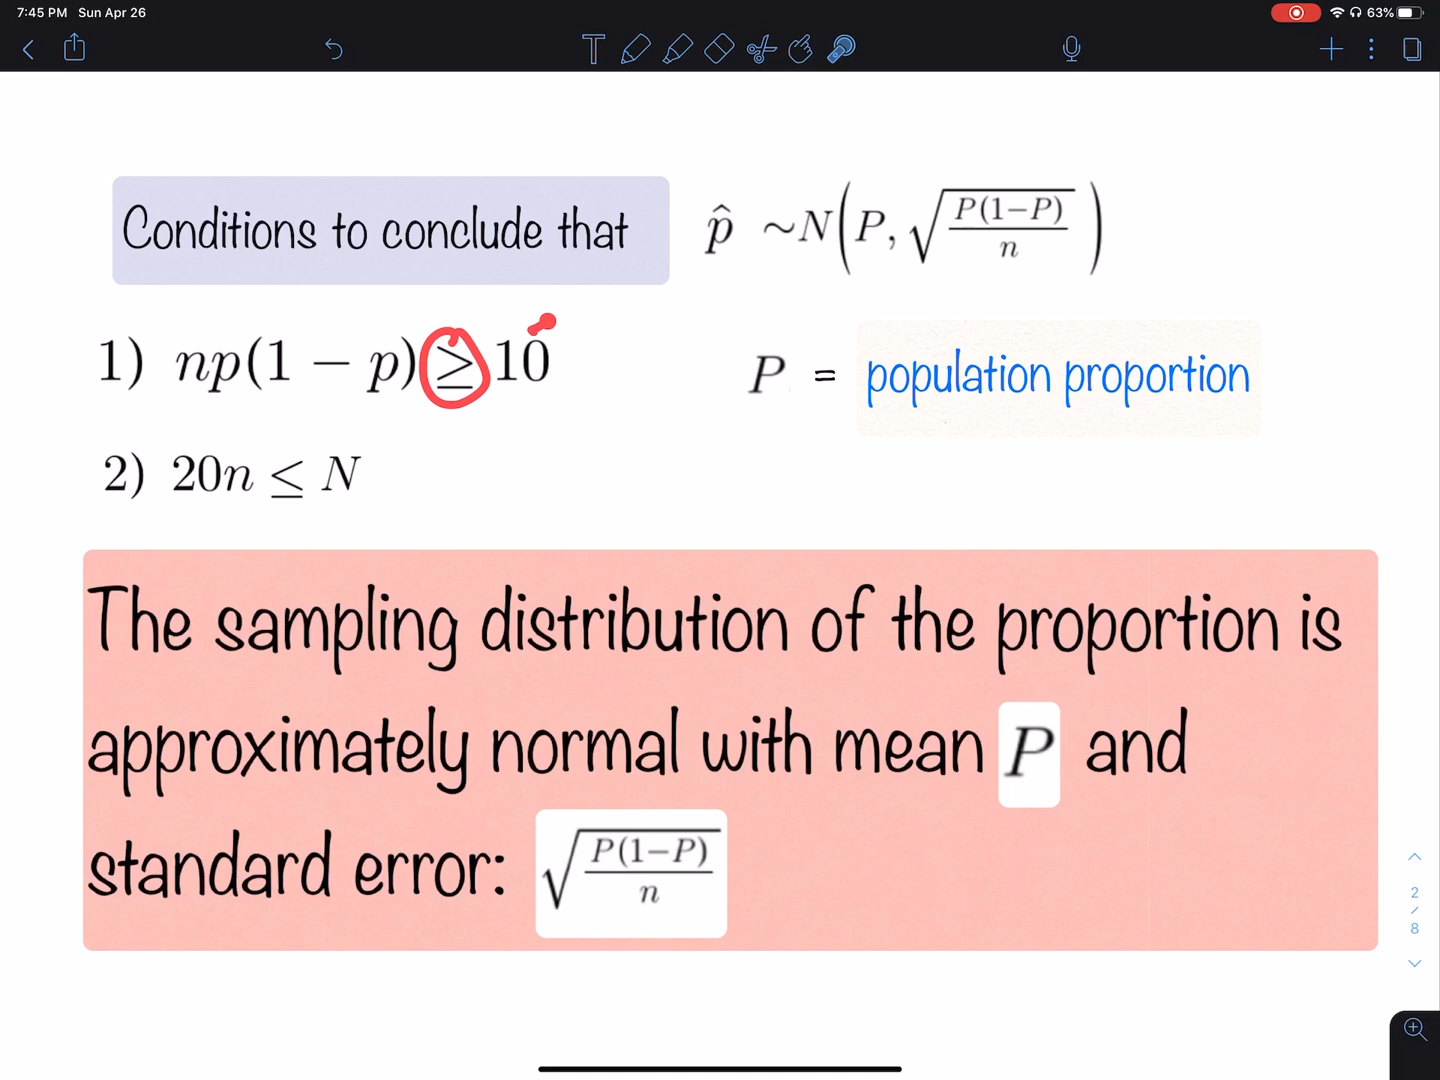 7:45 PM Sun Apr 26 63%
Conditions to conclude that p̂ ~N(P, √(P(1−P)/n))
1) np(1 − p) ≥ 10
P = population proportion
2) 20n ≤ N
The sampling distribution of the proportion is
approximately normal with mean P and
standard error: √(P(1−P)/n)
2
/
8